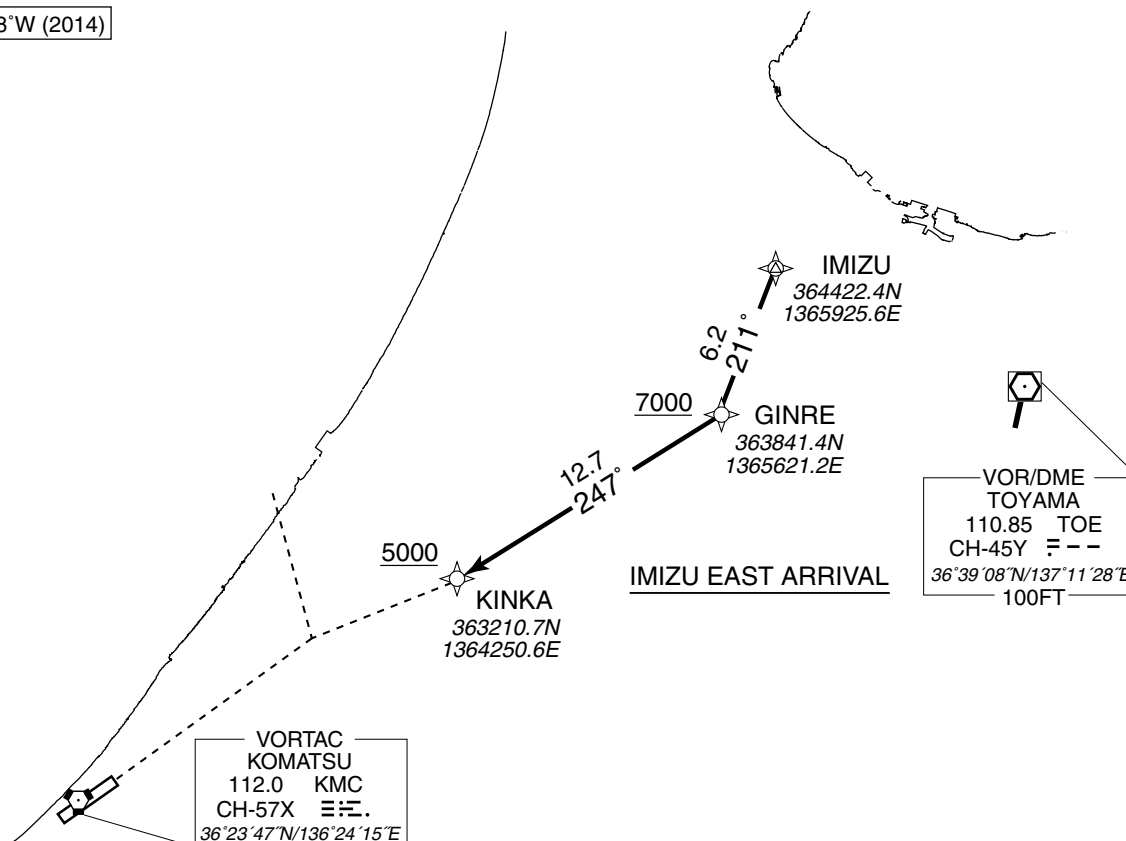 8°W (2014)
IMIZU
364422.4N
1365925.6E
6.2
211°
7000
GINRE
363841.4N
1365621.2E
12.7
247°
VOR/DME
TOYAMA
110.85 TOE
CH-45Y
36°39´08˝N/137°11´28˝E
100FT
5000
IMIZU EAST ARRIVAL
KINKA
363210.7N
1364250.6E
VORTAC
KOMATSU
112.0 KMC
CH-57X
36°23´47˝N/136°24´15˝E